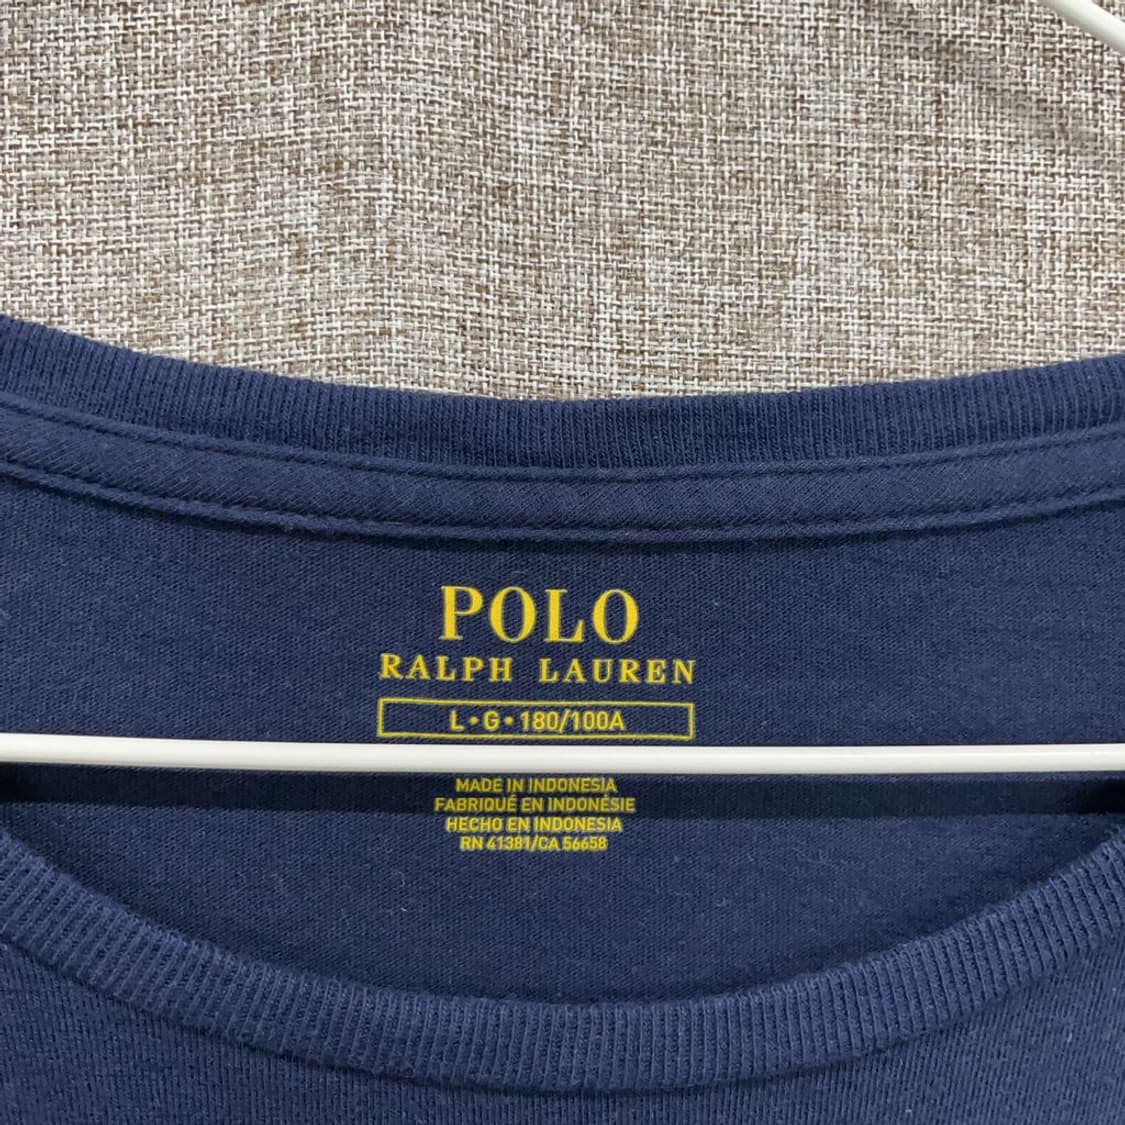 POLO
RALPH LAUREN
L•G•180/100A
MADE IN INDONESIA
FABRIQUÉ EN INDONÉSIE
HECHO EN INDONESIA
RN 41381/CA 56658